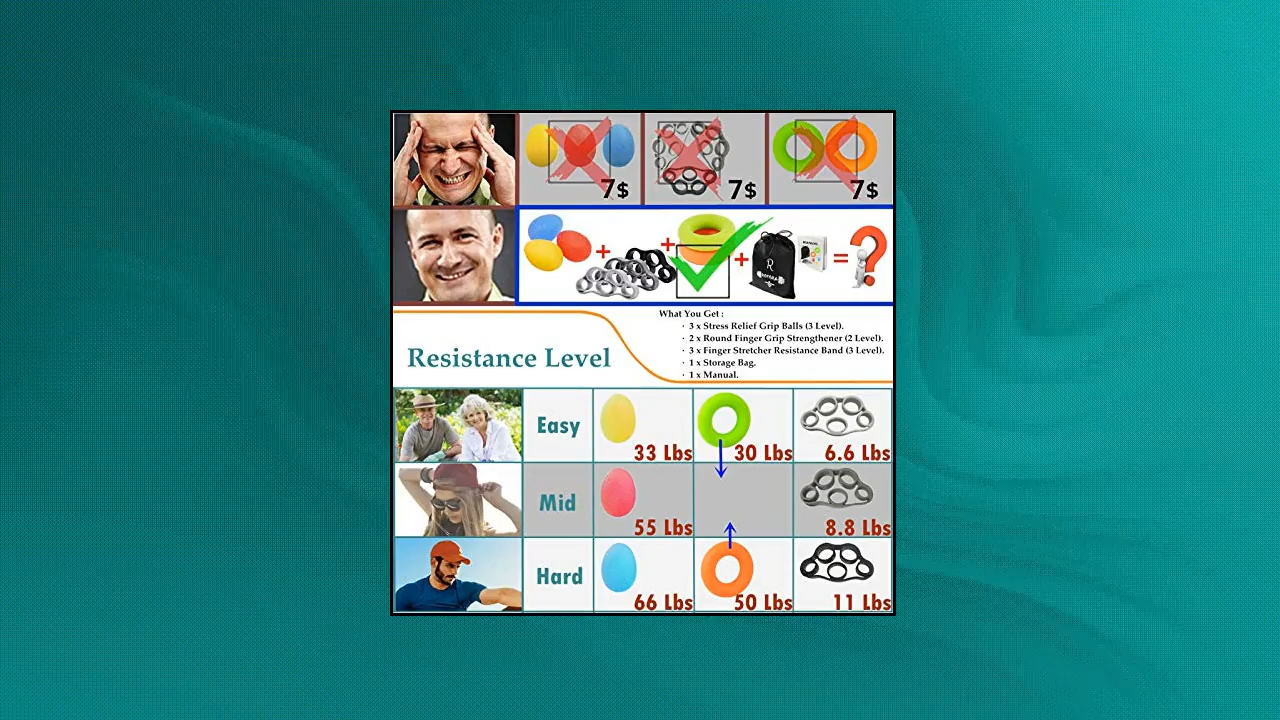 7$
7$
7$
R
+ + + =?
What You Get :
· 3 x Stress Relief Grip Balls (3 Level).
· 2 x Round Finger Grip Strengthener (2 Level).
· 3 x Finger Stretcher Resistance Band (3 Level).
· 1 x Storage Bag.
· 1 x Manual.
Resistance Level
Easy
33 Lbs
30 Lbs
6.6 Lbs
Mid
55 Lbs
8.8 Lbs
Hard
66 Lbs
50 Lbs
11 Lbs